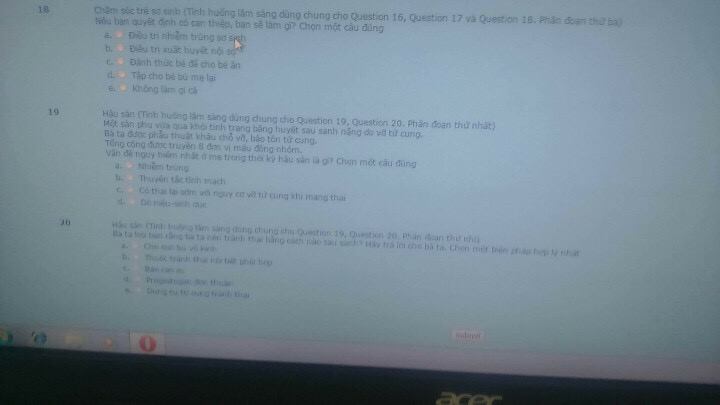 18
Chăm sóc trẻ sơ sinh (Tình huống lâm sàng dùng chung cho Question 16, Question 17 và Question 18. Phân đoạn thứ ba)
Nếu bạn quyết định có can thiệp, bạn sẽ làm gì? Chọn một câu đúng
a. Điều trị nhiễm trùng sơ sinh
b. Điều trị xuất huyết nội sọ
c. Đánh thức bé để cho bé ăn
d. Tập cho bé bú mẹ lại
e. Không làm gì cả
19
Hậu sản (Tình huống lâm sàng dùng chung cho Question 19, Question 20. Phân đoạn thứ nhất)
Một sản phụ vừa qua khỏi tình trạng băng huyết sau sanh nặng do vỡ tử cung.
Bà ta được phẫu thuật khâu chỗ vỡ, bảo tồn tử cung.
Tổng cộng được truyền 8 đơn vị máu đồng nhóm.
Vấn đề nguy hiểm nhất ở mẹ trong thời kỳ hậu sản là gì? Chọn một câu đúng
a. Nhiễm trùng
b. Thuyên tắc tĩnh mạch
c. Có thai lại sớm với nguy cơ vỡ tử cung khi mang thai
d. Dò niệu-sinh dục
20
Hậu sản (Tình huống lâm sàng dùng chung cho Question 19, Question 20. Phân đoạn thứ nhì)
Bà ta hỏi bạn rằng bà ta nên tránh thai bằng cách nào sau sanh? Hãy trả lời cho bà ta. Chọn một biện pháp hợp lý nhất
a. Cho con bú vô kinh
b. Thuốc tránh thai nội tiết phối hợp
c. Bao cao su
d. Progestogen đơn thuần
e. Dụng cụ tử cung tránh thai
Submit
acer